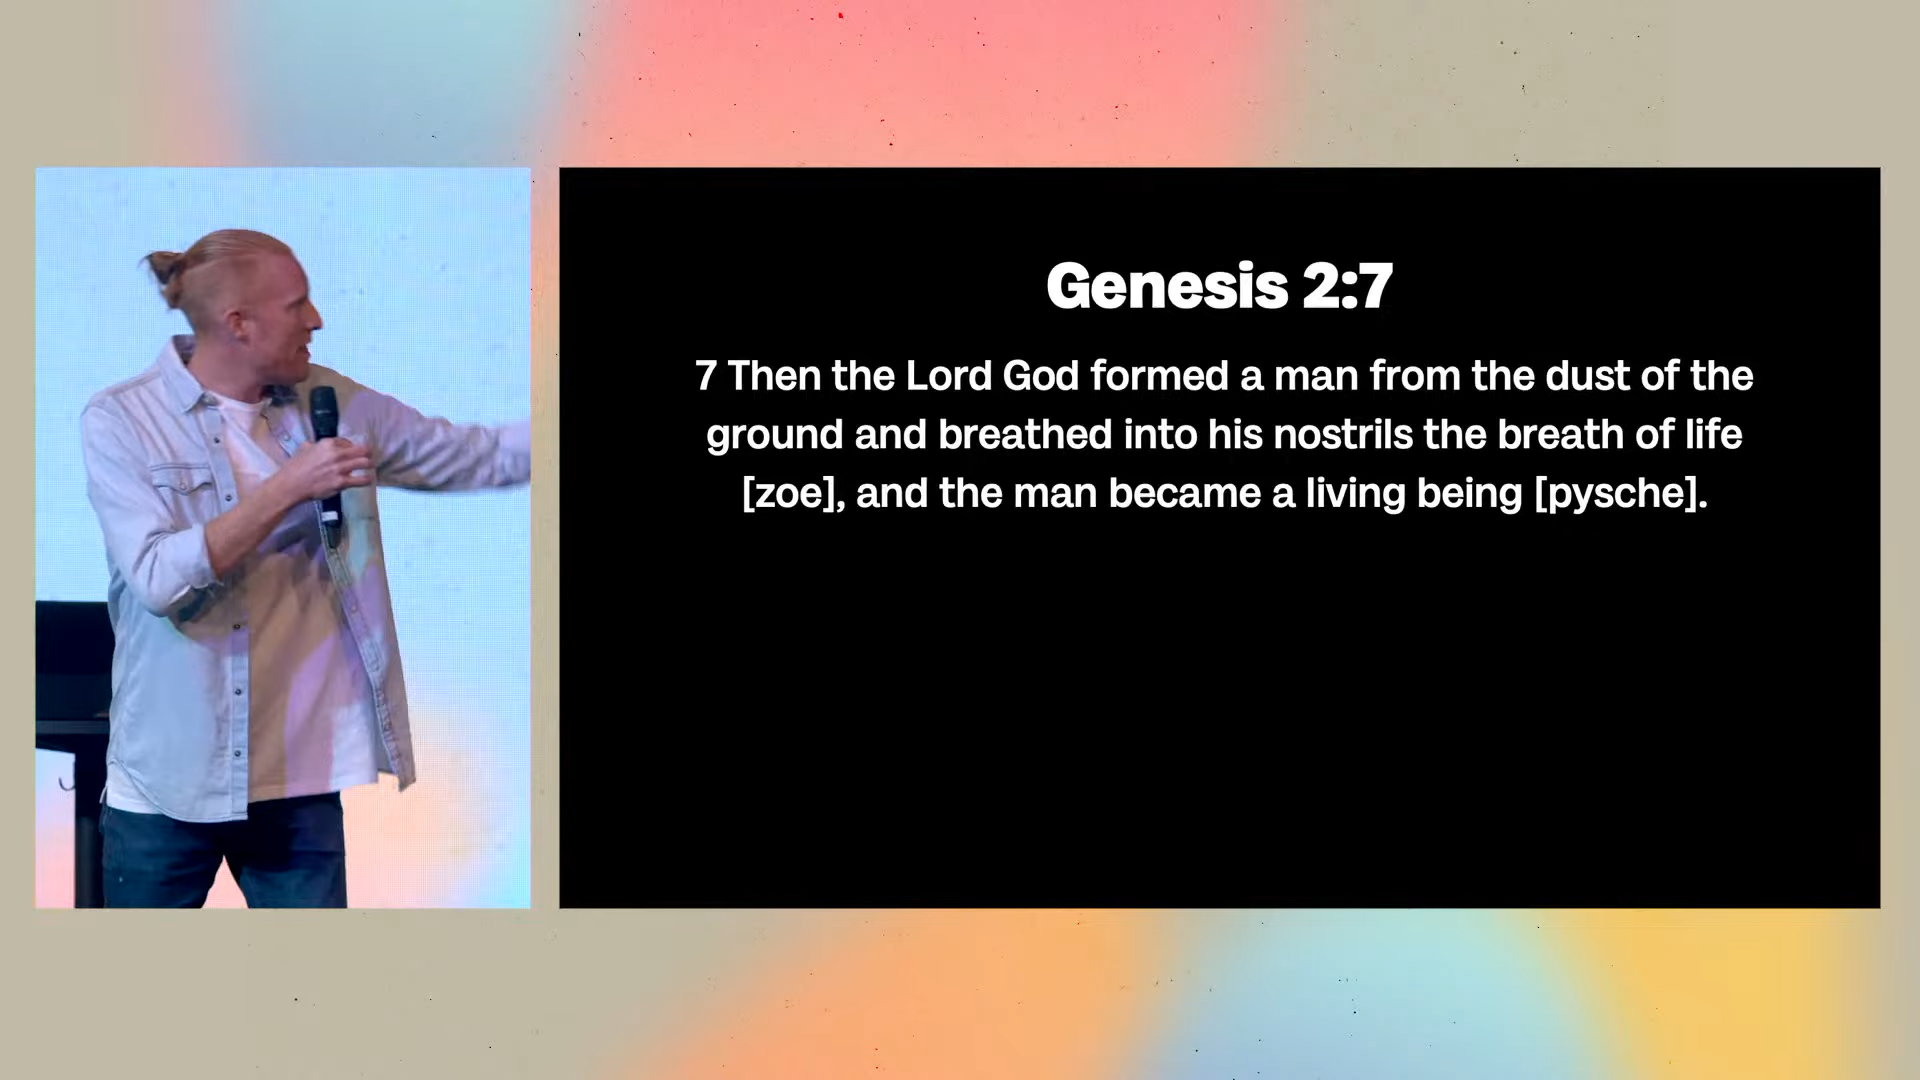 Genesis 2:7
7 Then the Lord God formed a man from the dust of the
ground and breathed into his nostrils the breath of life
[zoe], and the man became a living being [pysche].